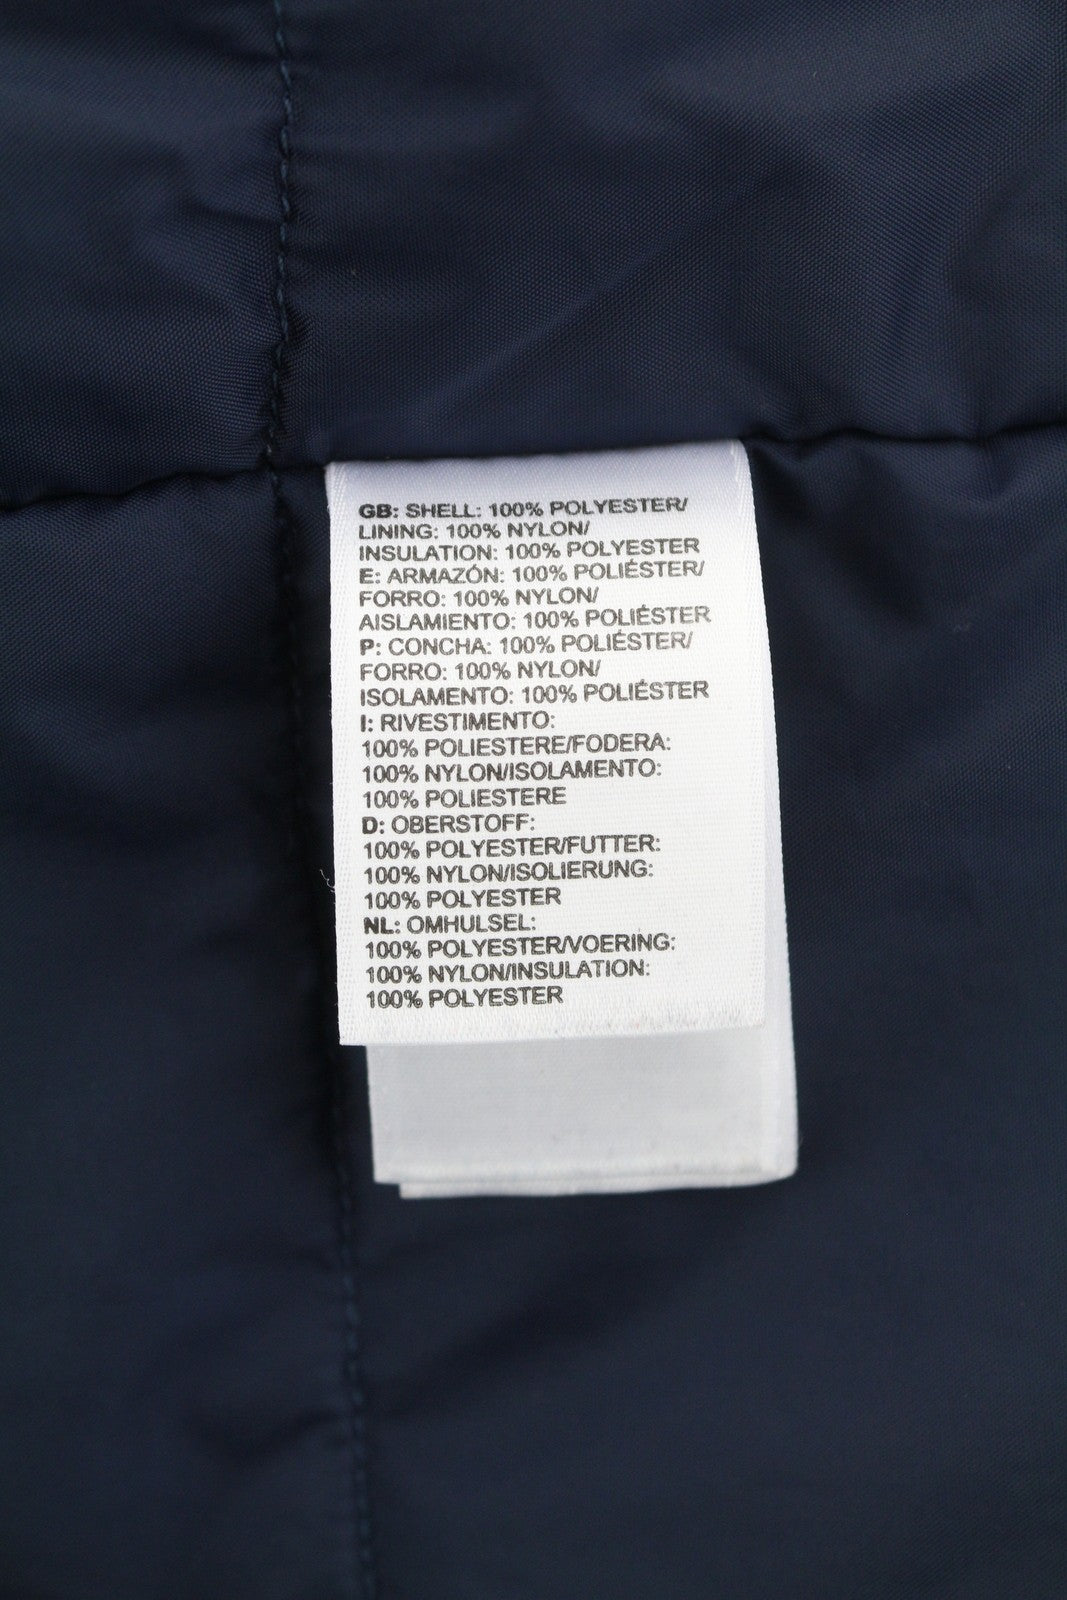 GB: SHELL: 100% POLYESTER/
LINING: 100% NYLON/
INSULATION: 100% POLYESTER
E: ARMAZÓN: 100% POLIÉSTER/
FORRO: 100% NYLON/
AISLAMIENTO: 100% POLIÉSTER
P: CONCHA: 100% POLIÉSTER/
FORRO: 100% NYLON/
ISOLAMENTO: 100% POLIÉSTER
I: RIVESTIMENTO:
100% POLIESTERE/FODERA:
100% NYLON/ISOLAMENTO:
100% POLIESTERE
D: OBERSTOFF:
100% POLYESTER/FUTTER:
100% NYLON/ISOLIERUNG:
100% POLYESTER
NL: OMHULSEL:
100% POLYESTER/VOERING:
100% NYLON/INSULATION:
100% POLYESTER